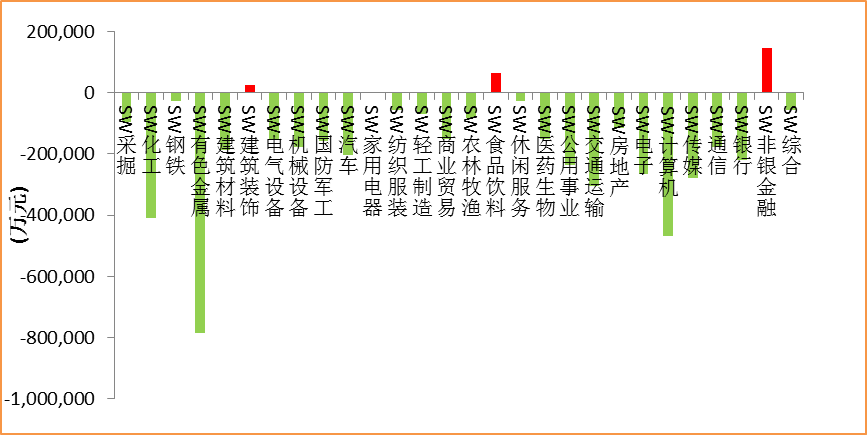 200,000
0
-200,000
-400,000
-600,000
-800,000
-1,000,000
(万元)
SW采掘
SW化工
SW钢铁
SW有色金属
SW建筑材料
SW建筑装饰
SW电气设备
SW机械设备
SW国防军工
SW汽车
SW家用电器
SW纺织服装
SW轻工制造
SW商业贸易
SW农林牧渔
SW食品饮料
SW休闲服务
SW医药生物
SW公用事业
SW交通运输
SW房地产
SW电子
SW计算机
SW传媒
SW通信
SW银行
SW非银金融
SW综合